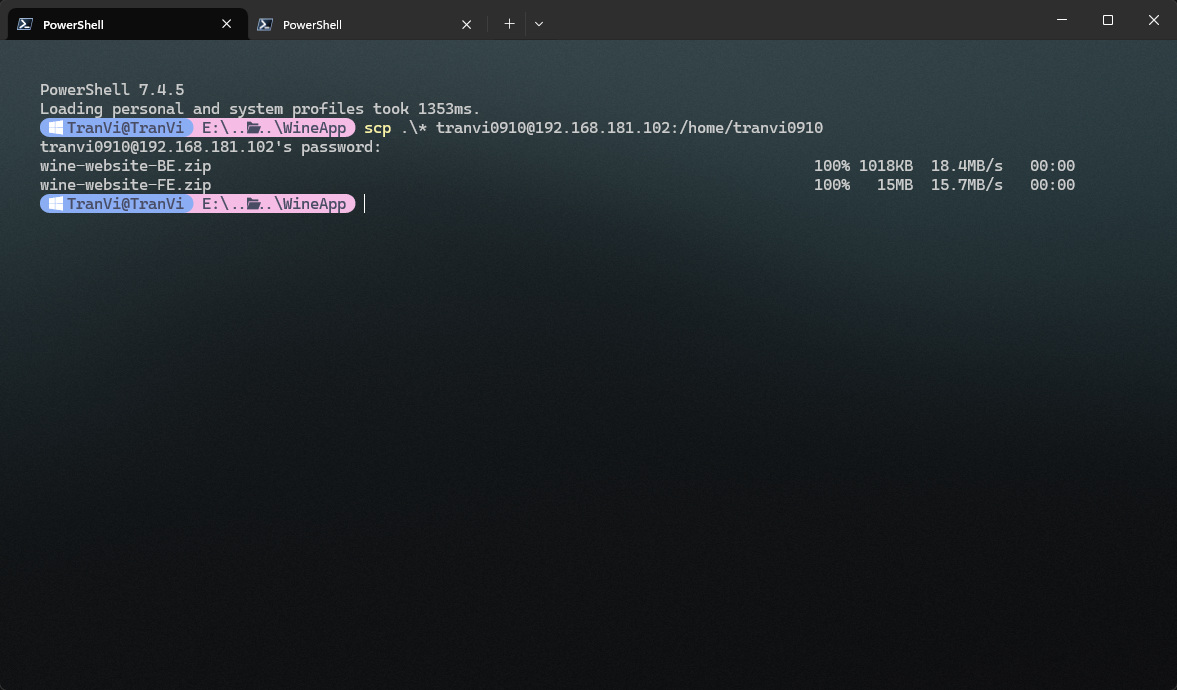 PowerShell
PowerShell
PowerShell 7.4.5
Loading personal and system profiles took 1353ms.
TranVi@TranVi E:\..\..\WineApp scp .\* tranvi0910@192.168.181.102:/home/tranvi0910
tranvi0910@192.168.181.102's password:
wine-website-BE.zip 100% 1018KB 18.4MB/s 00:00
wine-website-FE.zip 100% 15MB 15.7MB/s 00:00
TranVi@TranVi E:\..\..\WineApp